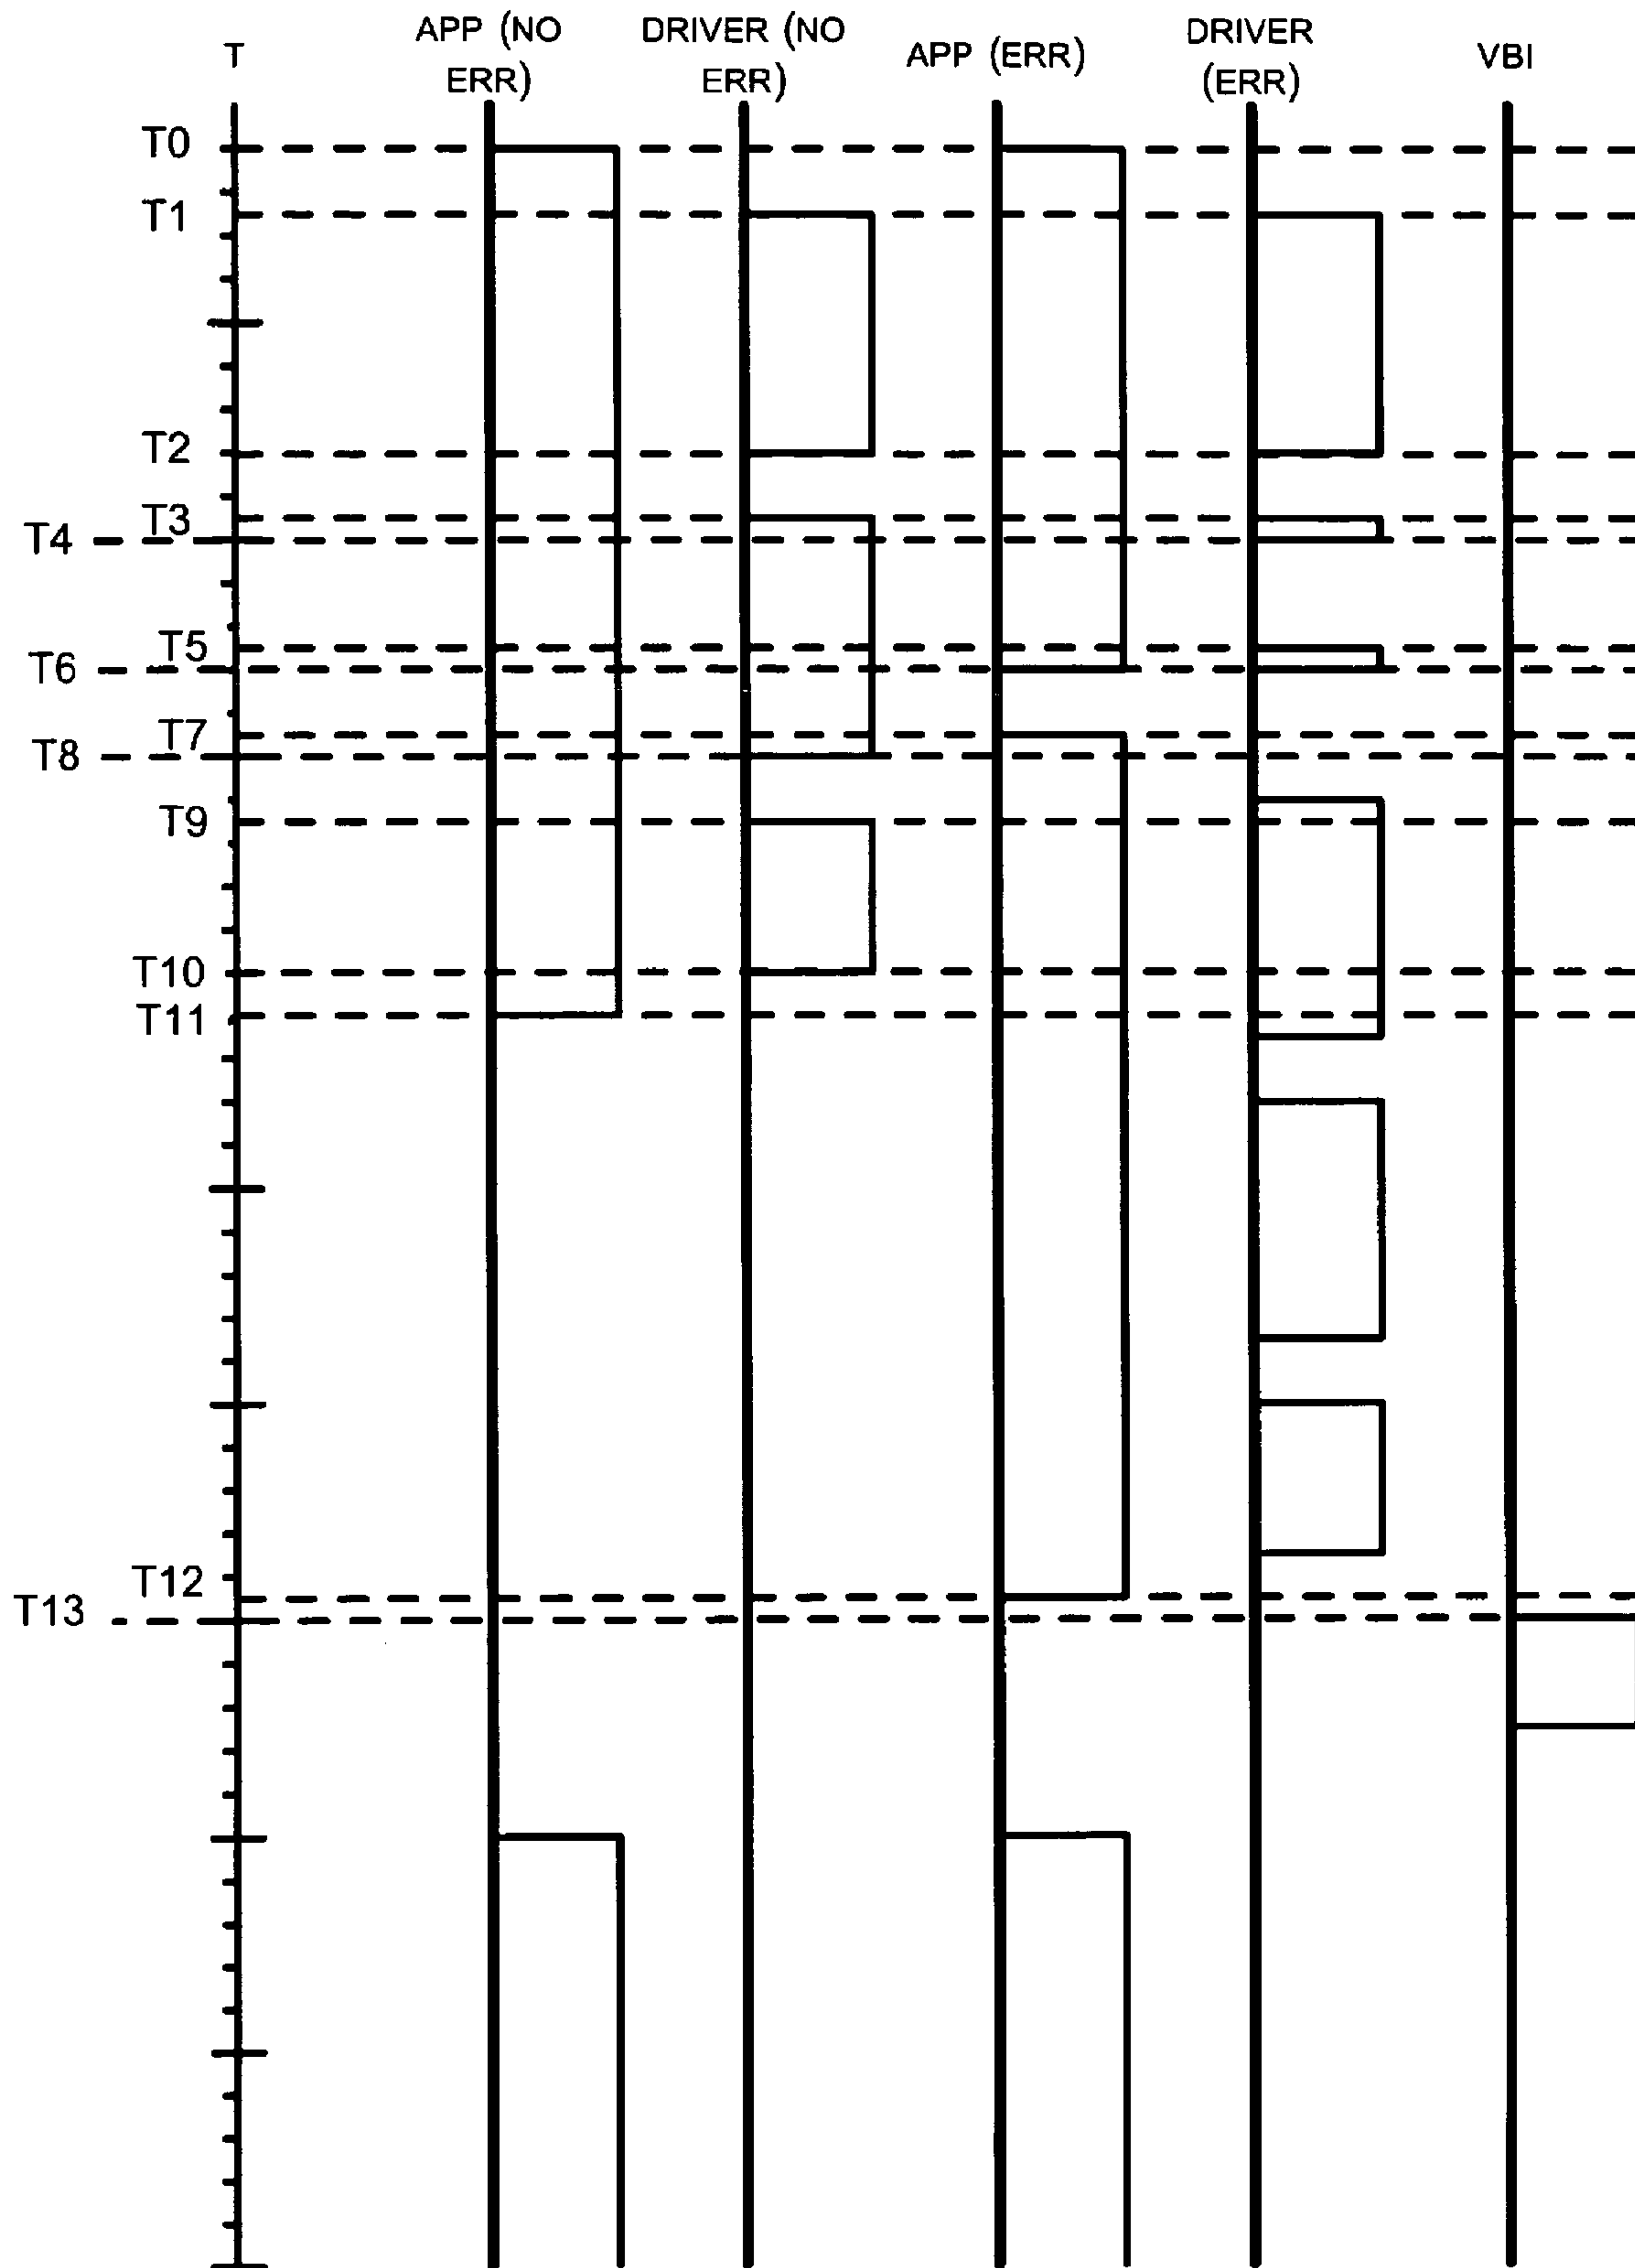 T
APP (NO
ERR)
DRIVER (NO
ERR)
APP (ERR)
DRIVER
(ERR)
VBI
T0
T1
T2
T3
T4
T5
T6
T7
T8
T9
T10
T11
T12
T13